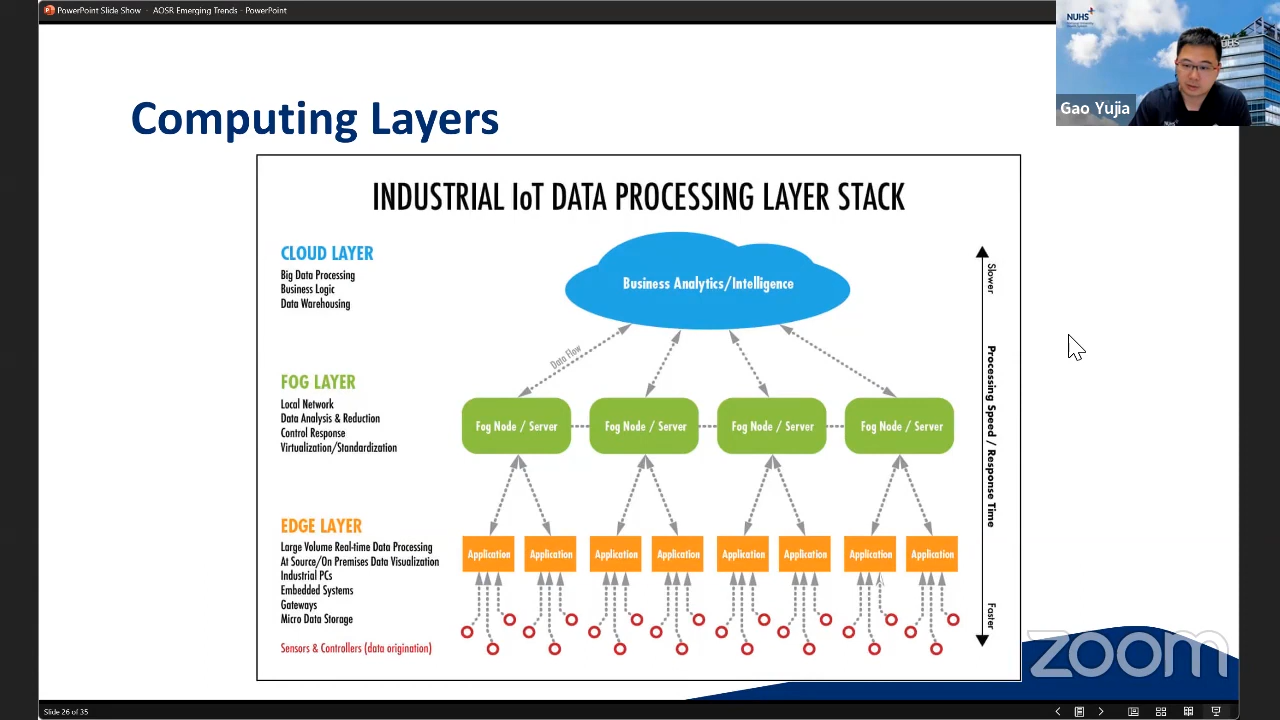 PowerPoint Slide Show - AOSR Emerging Trends - PowerPoint
NUHS
Gao Yujia
Computing Layers
INDUSTRIAL IoT DATA PROCESSING LAYER STACK
CLOUD LAYER
Big Data Processing
Business Logic
Data Warehousing
Business Analytics/Intelligence
Slower
Data Flow
FOG LAYER
Local Network
Data Analysis & Reduction
Control Response
Virtualization/Standardization
Fog Node / Server
Fog Node / Server
Fog Node / Server
Fog Node / Server
Processing Speed / Response Time
EDGE LAYER
Large Volume Real-time Data Processing
At Source/On Premises Data Visualization
Industrial PCs
Embedded Systems
Gateways
Micro Data Storage
Application
Application
Application
Application
Application
Application
Application
Application
Faster
Sensors & Controllers (data origination)
zoom
Slide 26 of 35